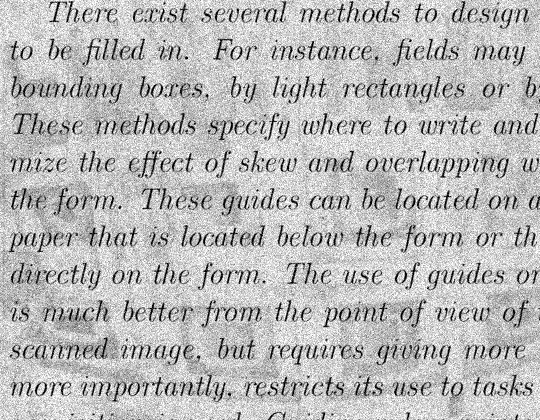 There exist several methods to design
to be filled in. For instance, fields may
bounding boxes, by light rectangles or by
These methods specify where to write and
mize the effect of skew and overlapping
the form. These guides can be located on a
paper that is located below the form or
directly on the form. The use of guides on
is much better from the point of view of
scanned image, but requires giving more
more importantly, restricts its use to tasks